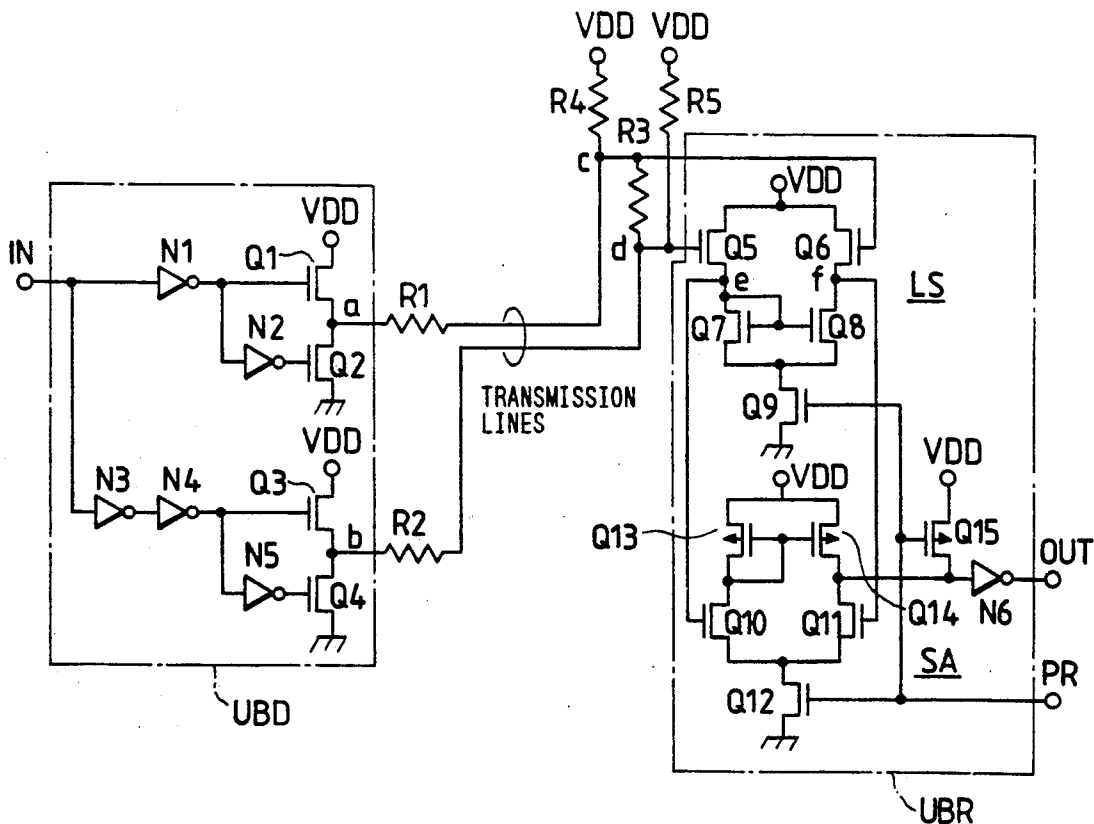 VDD VDD
R4
R5
R3
c
d
VDD
Q5
Q6
e
f
LS
Q7
Q8
Q9
VDD
IN
N1
Q1
a
R1
N2
Q2
TRANSMISSION
LINES
VDD
N3
N4
Q3
b
R2
N5
Q4
UBD
VDD
VDD
Q13
Q15
OUT
Q14
N6
Q10
Q11
SA
PR
Q12
UBR